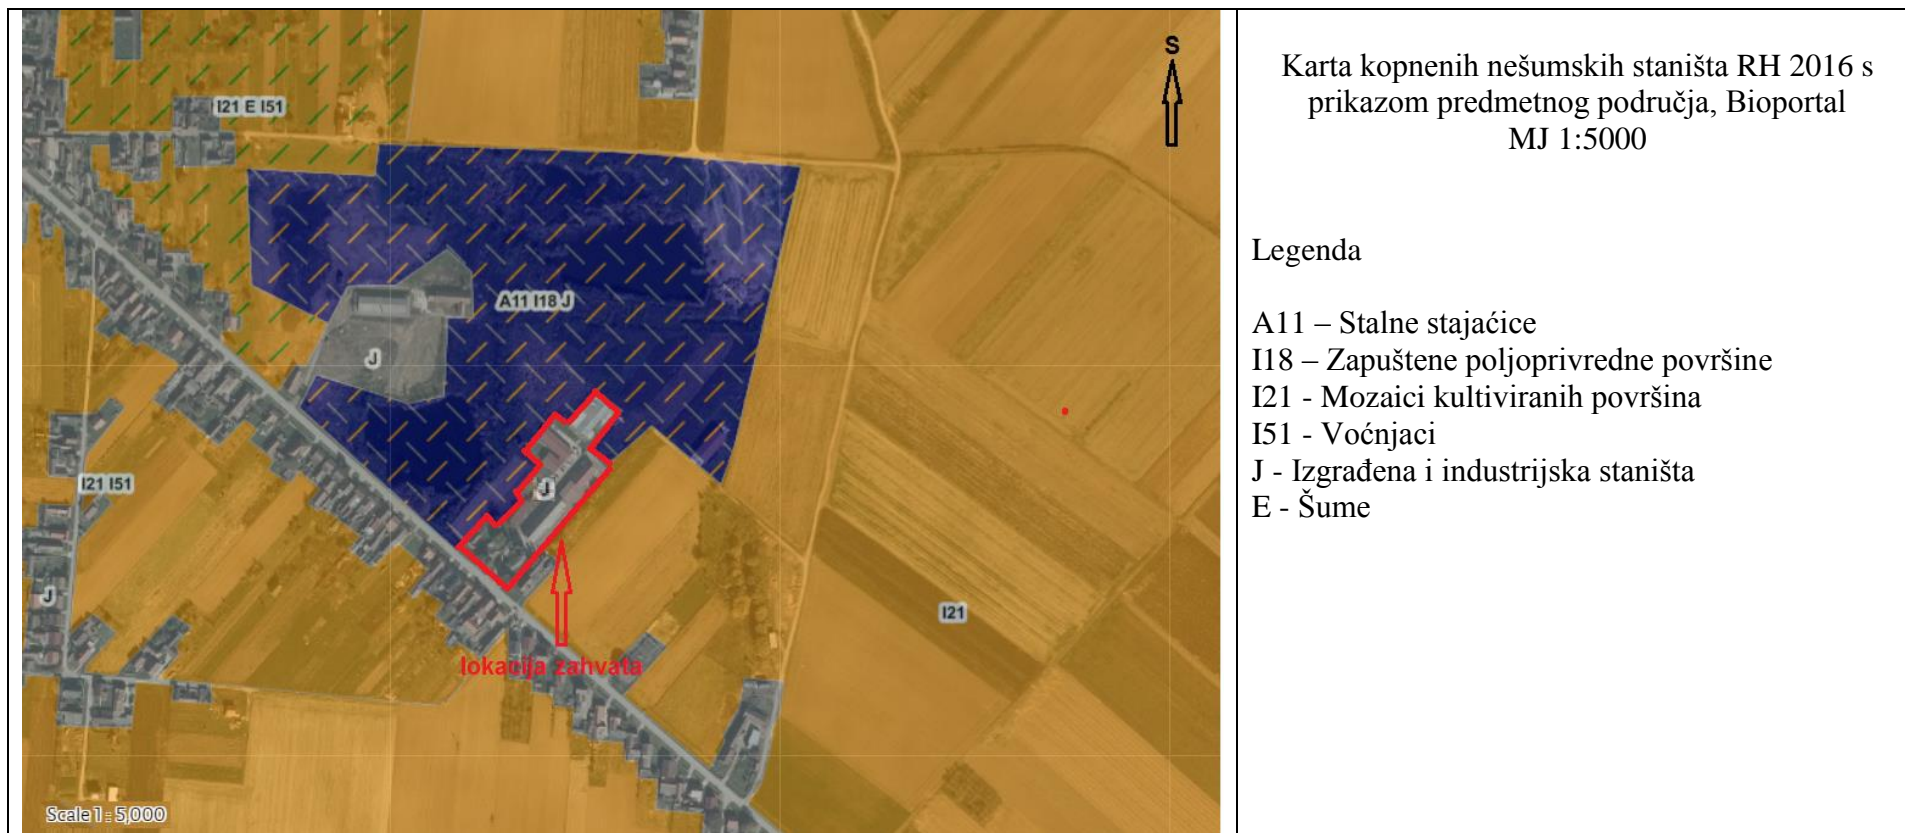 S
I21 E I51
A11 I18 J
J
J
I21 I51
J
I21
lokacija zahvata
Scale 1 : 5,000
Karta kopnenih nešumskih staništa RH 2016 s
prikazom predmetnog područja, Bioportal
MJ 1:5000
Legenda
A11 – Stalne stajaćice
I18 – Zapuštene poljoprivredne površine
I21 - Mozaici kultiviranih površina
I51 - Voćnjaci
J - Izgrađena i industrijska staništa
E - Šume